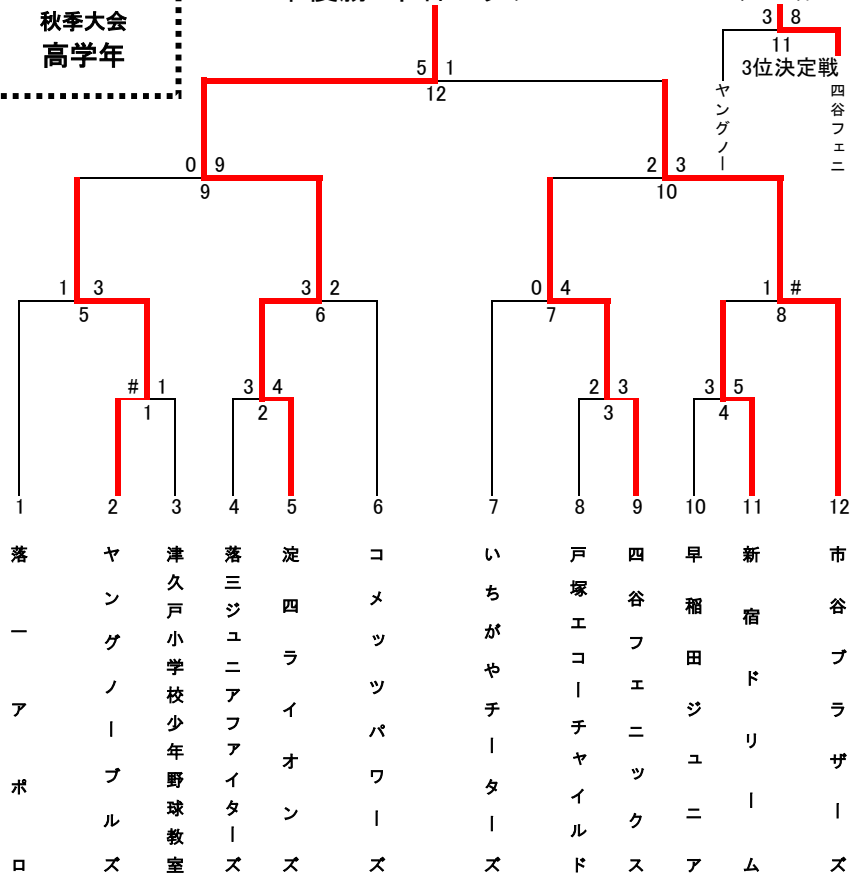 秋季大会
高学年
3 8
11
3位決定戦
ヤングノー
四谷フェニ
5 1
12
0 9
9
2 3
10
1 3
5
3 2
6
0 4
7
1 #
8
# 1
1
3 4
2
2 3
3
3 5
4
1 2 3 4 5 6 7 8 9 10 11 12
落一アポロ
ヤングノーブルズ
津久戸小学校少年野球教室
落三ジュニアファイターズ
淀四ライオンズ
コメッツパワーズ
いちがやチーターズ
戸塚エコーチャイルド
四谷フェニックス
早稲田ジュニア
新宿ドリーム
市谷ブラザーズ